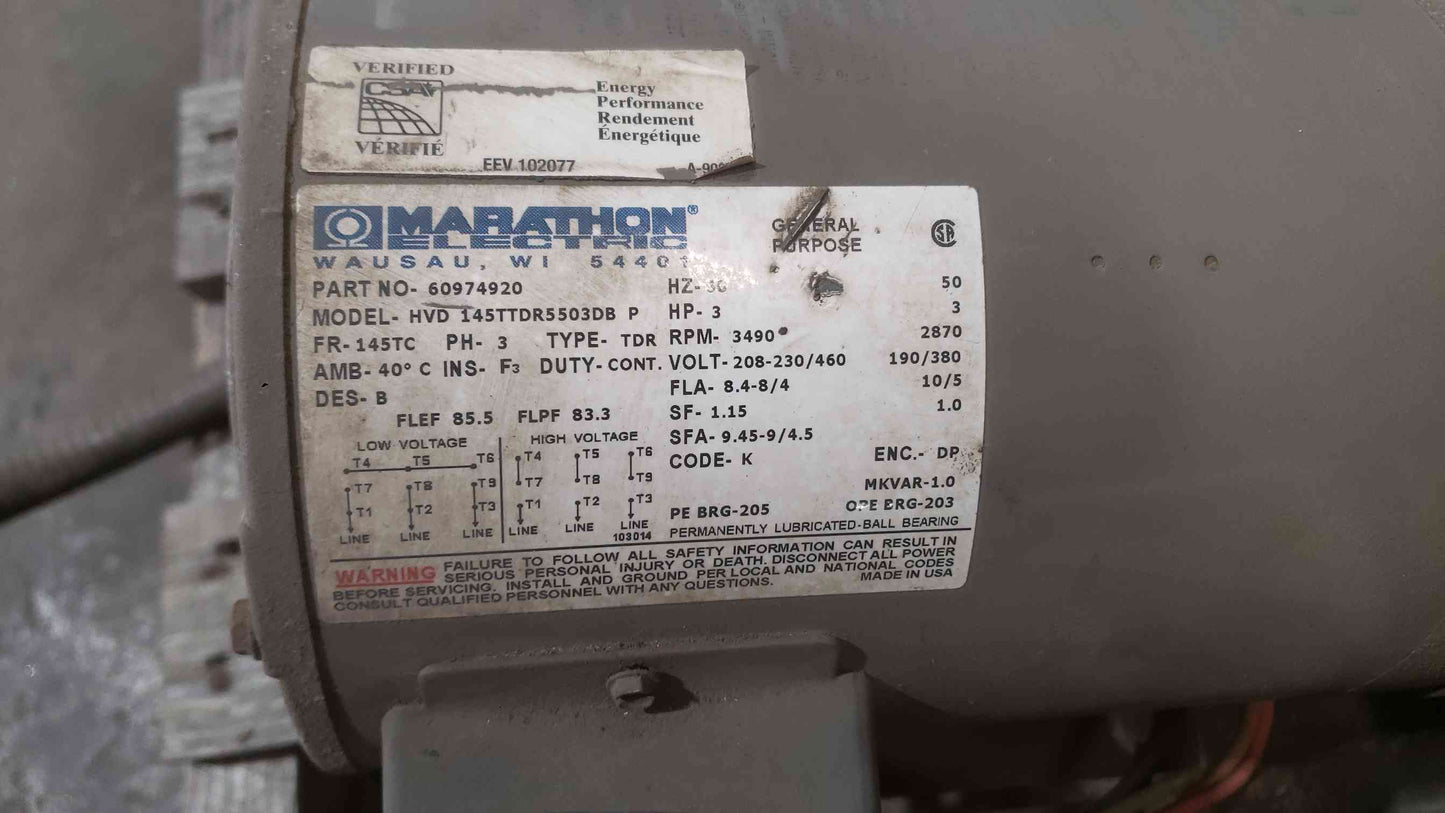 VERIFIED
CSA
VÉRIFIÉ
Energy
Performance
Rendement
Énergétique
EEV 102077
MARATHON®
ELECTRIC
WAUSAU, WI 54401
GENERAL
PURPOSE
SA
PART NO- 60974920
MODEL- HVD 145TTDR5503DB P
FR- 145TC PH- 3 TYPE- TDR
AMB- 40° C INS- F3 DUTY- CONT.
DES- B
FLEF 85.5 FLPF 83.3
HZ- 50
HP- 3 3
RPM- 3490 2870
VOLT- 208-230/460 190/380
FLA- 8.4-8/4 10/5
SF- 1.15 1.0
SFA- 9.45-9/4.5
CODE- K ENC.- DP
MKVAR-1.0
PE BRG-205 OPE BRG-203
PERMANENTLY LUBRICATED-BALL BEARING
LOW VOLTAGE
T4 T5 T6
T7 T8 T9
T1 T2 T3
LINE LINE LINE
HIGH VOLTAGE
T4 T5 T6
T7 T8 T9
T1 T2 T3
LINE LINE LINE
103014
WARNING FAILURE TO FOLLOW ALL SAFETY INFORMATION CAN RESULT IN
SERIOUS PERSONAL INJURY OR DEATH. DISCONNECT ALL POWER
BEFORE SERVICING. INSTALL AND GROUND PER LOCAL AND NATIONAL CODES
CONSULT QUALIFIED PERSONNEL WITH ANY QUESTIONS. MADE IN USA